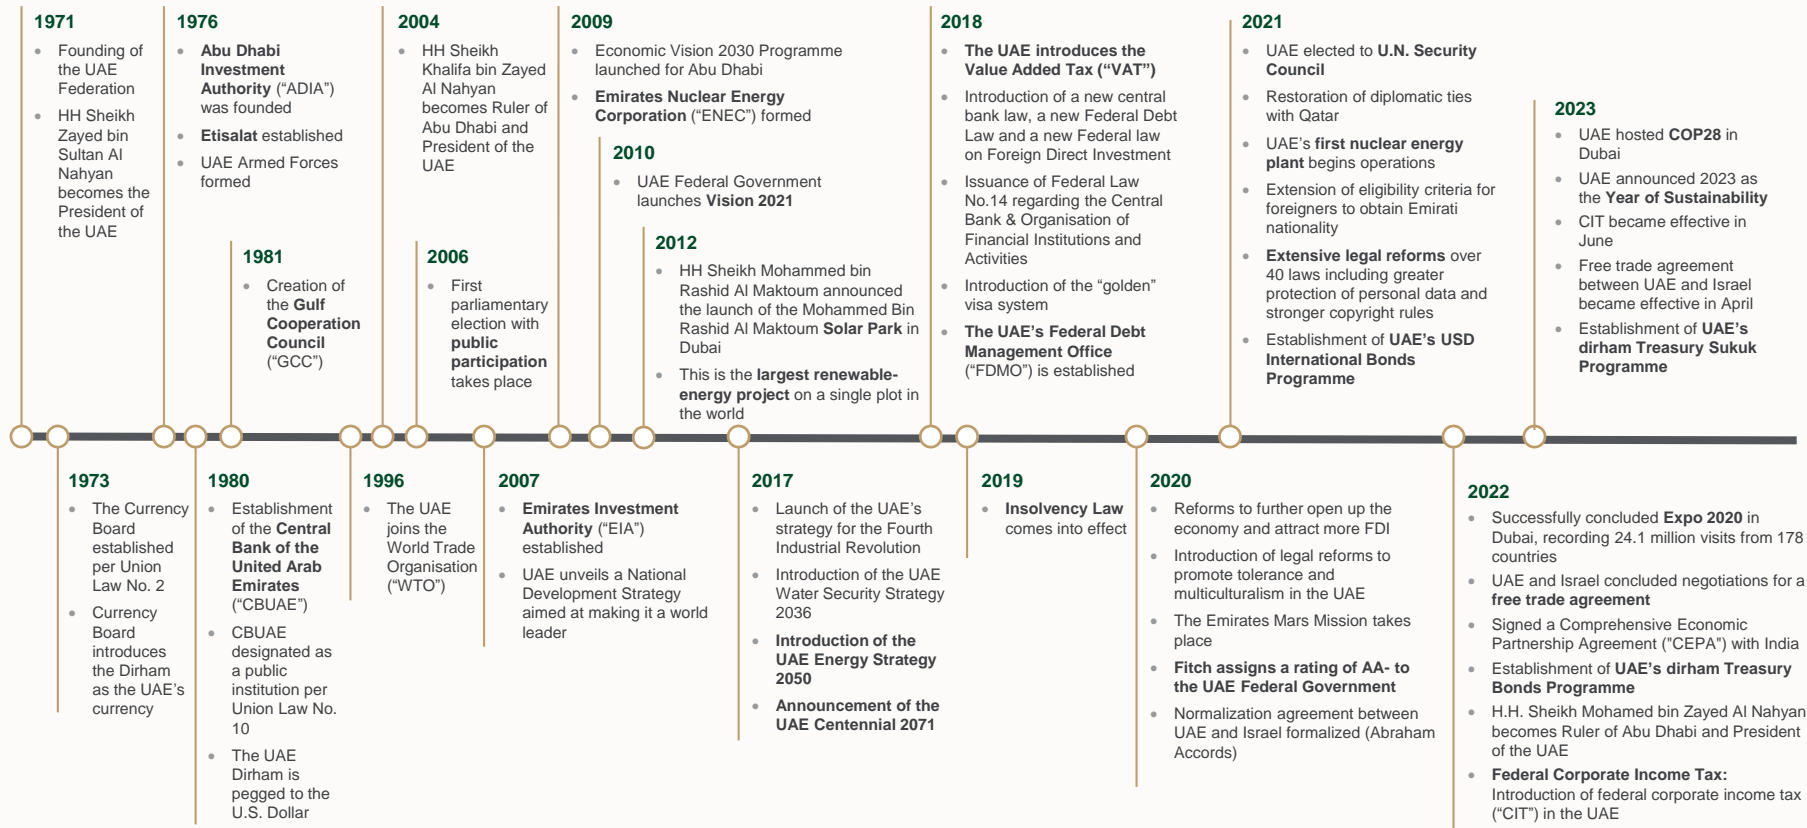 1971
Founding of
the UAE
Federation
HH Sheikh
Zayed bin
Sultan Al
Nahyan
becomes the
President of
the UAE
1976
Abu Dhabi
Investment
Authority (“ADIA”)
was founded
Etisalat established
UAE Armed Forces
formed
1981
Creation of
the Gulf
Cooperation
Council
(“GCC”)
2004
HH Sheikh
Khalifa bin Zayed
Al Nahyan
becomes Ruler of
Abu Dhabi and
President of the
UAE
2006
First
parliamentary
election with
public
participation
takes place
2009
Economic Vision 2030 Programme
launched for Abu Dhabi
Emirates Nuclear Energy
Corporation (“ENEC”) formed
2010
UAE Federal Government
launches Vision 2021
2012
HH Sheikh Mohammed bin
Rashid Al Maktoum announced
the launch of the Mohammed Bin
Rashid Al Maktoum Solar Park in
Dubai
This is the largest renewable-
energy project on a single plot in
the world
2018
The UAE introduces the
Value Added Tax (“VAT”)
Introduction of a new central
bank law, a new Federal Debt
Law and a new Federal law
on Foreign Direct Investment
Issuance of Federal Law
No.14 regarding the Central
Bank & Organisation of
Financial Institutions and
Activities
Introduction of the “golden”
visa system
The UAE’s Federal Debt
Management Office
(“FDMO”) is established
2021
UAE elected to U.N. Security
Council
Restoration of diplomatic ties
with Qatar
UAE’s first nuclear energy
plant begins operations
Extension of eligibility criteria for
foreigners to obtain Emirati
nationality
Extensive legal reforms over
40 laws including greater
protection of personal data and
stronger copyright rules
Establishment of UAE’s USD
International Bonds
Programme
2023
UAE hosted COP28 in
Dubai
UAE announced 2023 as
the Year of Sustainability
CIT became effective in
June
Free trade agreement
between UAE and Israel
became effective in April
Establishment of UAE’s
dirham Treasury Sukuk
Programme
1973
The Currency
Board
established
per Union
Law No. 2
Currency
Board
introduces
the Dirham
as the UAE’s
currency
1980
Establishment
of the Central
Bank of the
United Arab
Emirates
(“CBUAE”)
CBUAE
designated as
a public
institution per
Union Law No.
10
The UAE
Dirham is
pegged to the
U.S. Dollar
1996
The UAE
joins the
World Trade
Organisation
(“WTO”)
2007
Emirates Investment
Authority (“EIA”)
established
UAE unveils a National
Development Strategy
aimed at making it a world
leader
2017
Launch of the UAE’s
strategy for the Fourth
Industrial Revolution
Introduction of the UAE
Water Security Strategy
2036
Introduction of the
UAE Energy Strategy
2050
Announcement of the
UAE Centennial 2071
2019
Insolvency Law
comes into effect
2020
Reforms to further open up the
economy and attract more FDI
Introduction of legal reforms to
promote tolerance and
multiculturalism in the UAE
The Emirates Mars Mission takes
place
Fitch assigns a rating of AA- to
the UAE Federal Government
Normalization agreement between
UAE and Israel formalized (Abraham
Accords)
2022
Successfully concluded Expo 2020 in
Dubai, recording 24.1 million visits from 178
countries
UAE and Israel concluded negotiations for a
free trade agreement
Signed a Comprehensive Economic
Partnership Agreement ("CEPA") with India
Establishment of UAE’s dirham Treasury
Bonds Programme
H.H. Sheikh Mohamed bin Zayed Al Nahyan
becomes Ruler of Abu Dhabi and President
of the UAE
Federal Corporate Income Tax:
Introduction of federal corporate income tax
(“CIT”) in the UAE